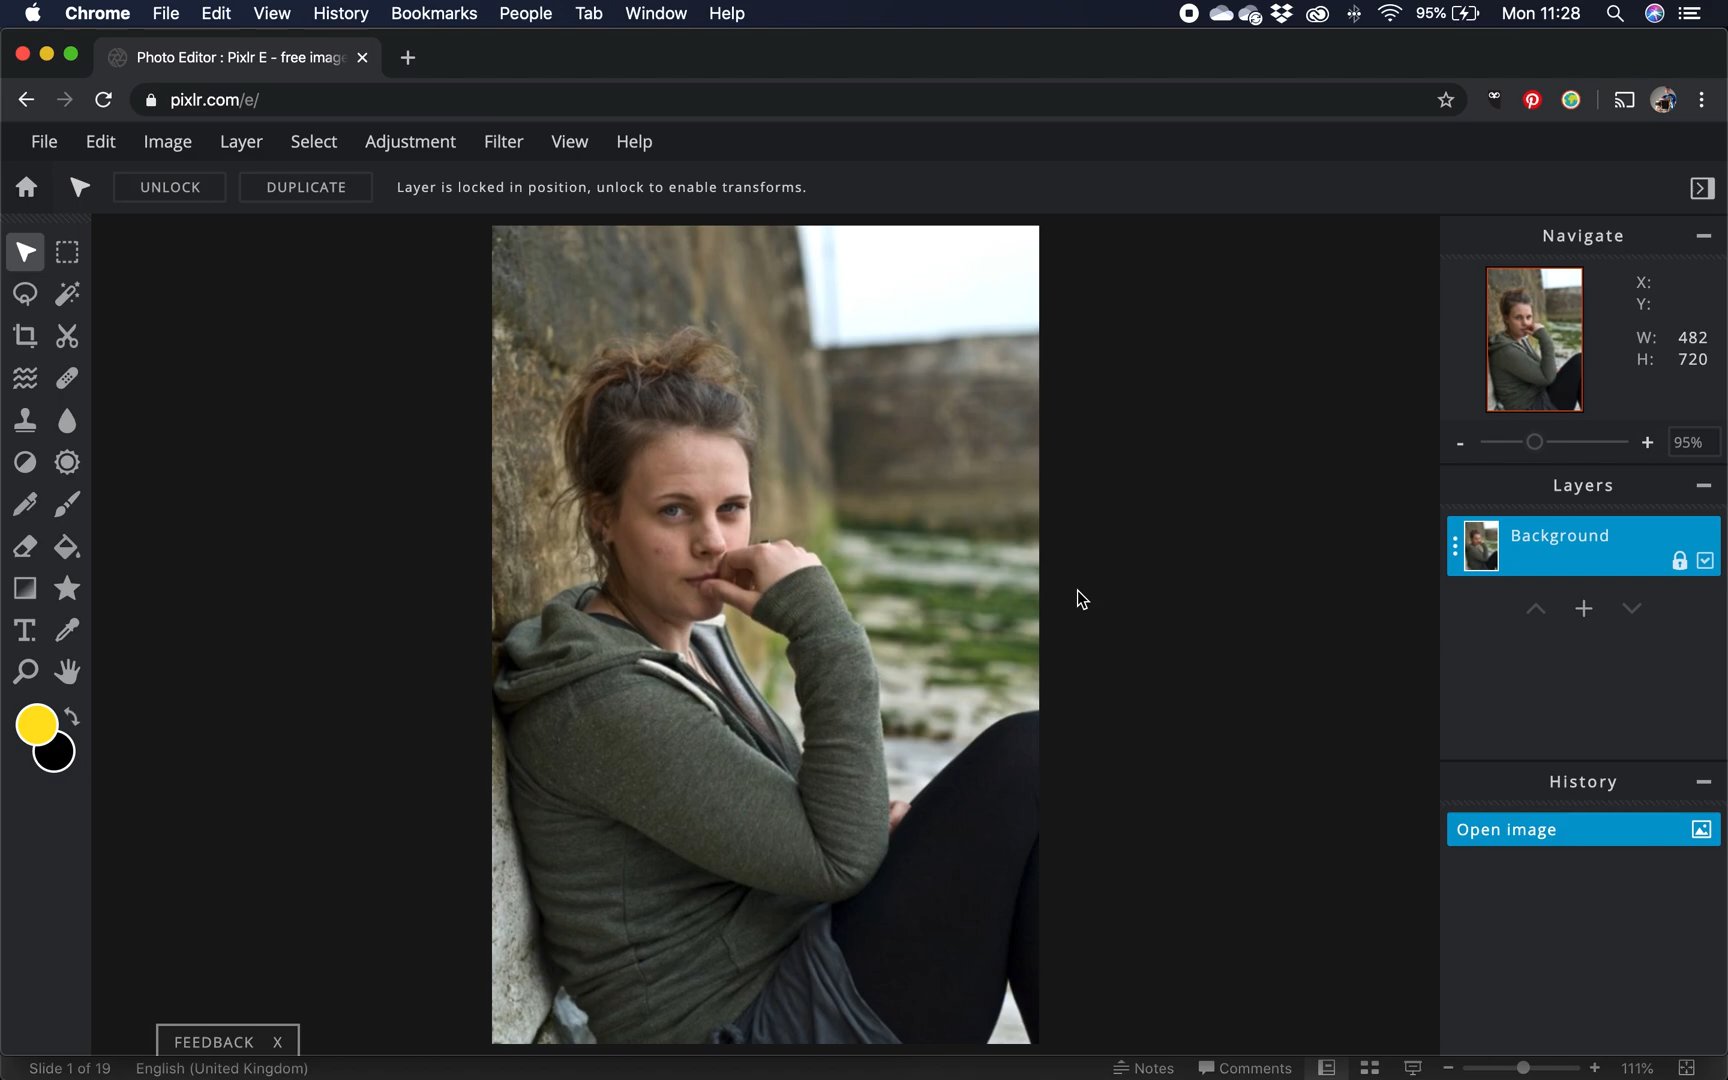 Chrome File Edit View History Bookmarks People Tab Window Help 95% Mon 11:28
Photo Editor : Pixlr E - free image
pixlr.com/e/
File Edit Image Layer Select Adjustment Filter View Help
UNLOCK DUPLICATE Layer is locked in position, unlock to enable transforms.
Navigate
X:
Y:
W: 482
H: 720
- + 95%
Layers
Background
History
Open image
FEEDBACK X
Slide 1 of 19 English (United Kingdom) Notes Comments - + 111%